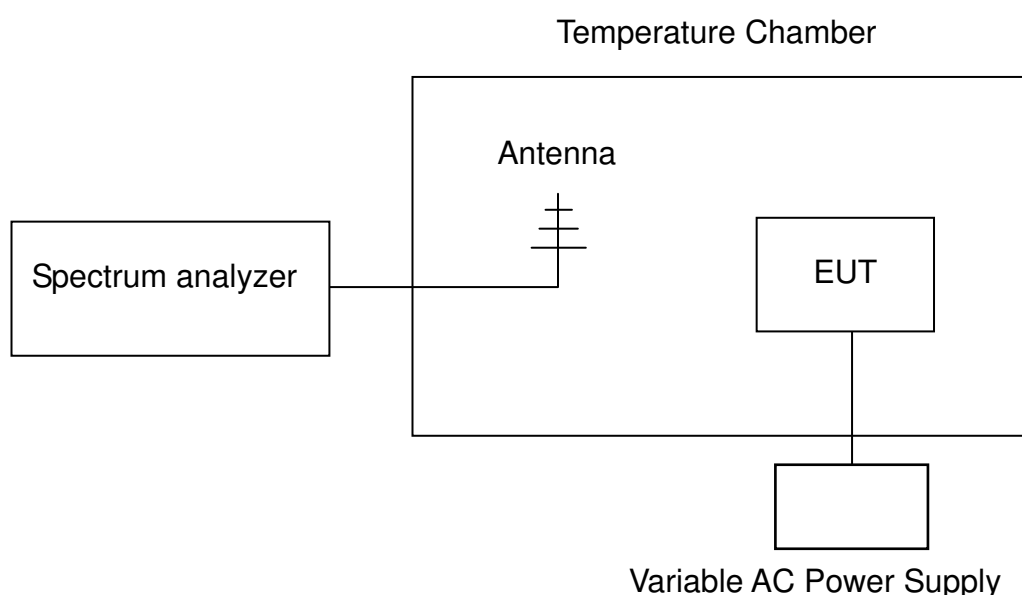 Temperature Chamber
Antenna
Spectrum analyzer
EUT
Variable AC Power Supply